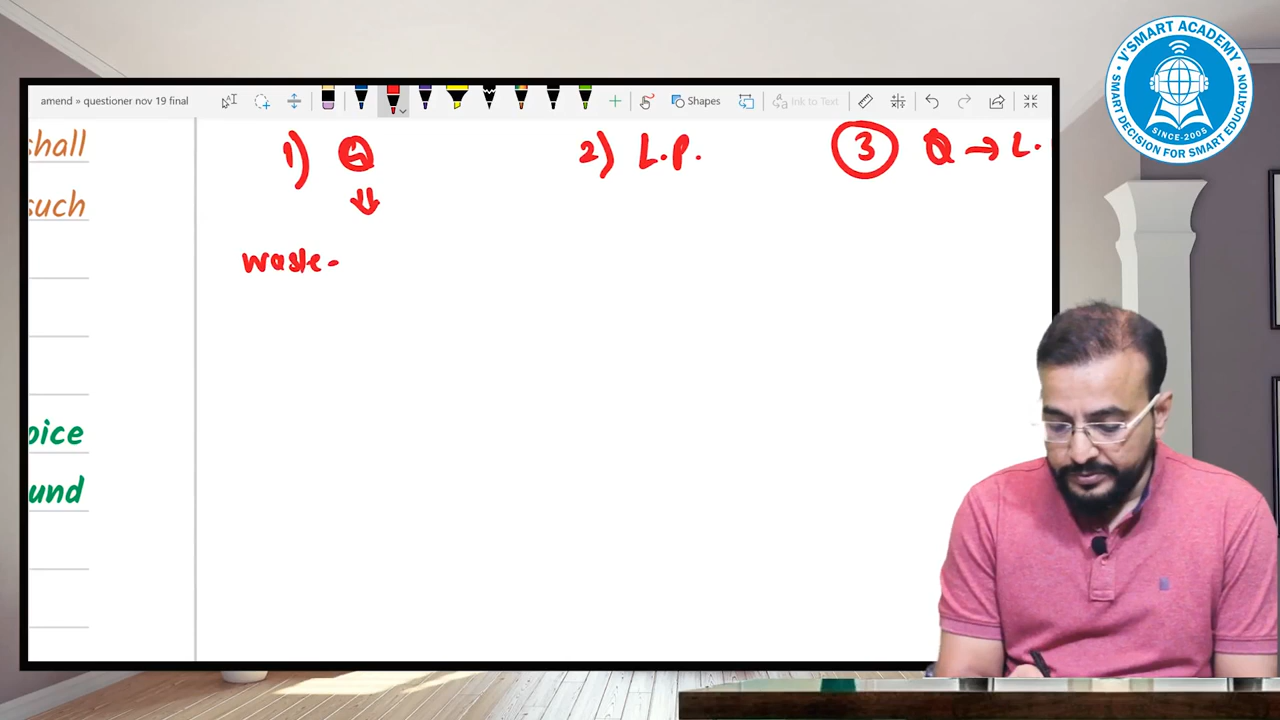 amend » questioner nov 19 final
Shapes
Ink to Text
shall
such
oice
und
1)
2) L.P.
3 Q → L.
waste-
V'SMART ACADEMY
SINCE-2005
SMART DECISION FOR SMART EDUCATION